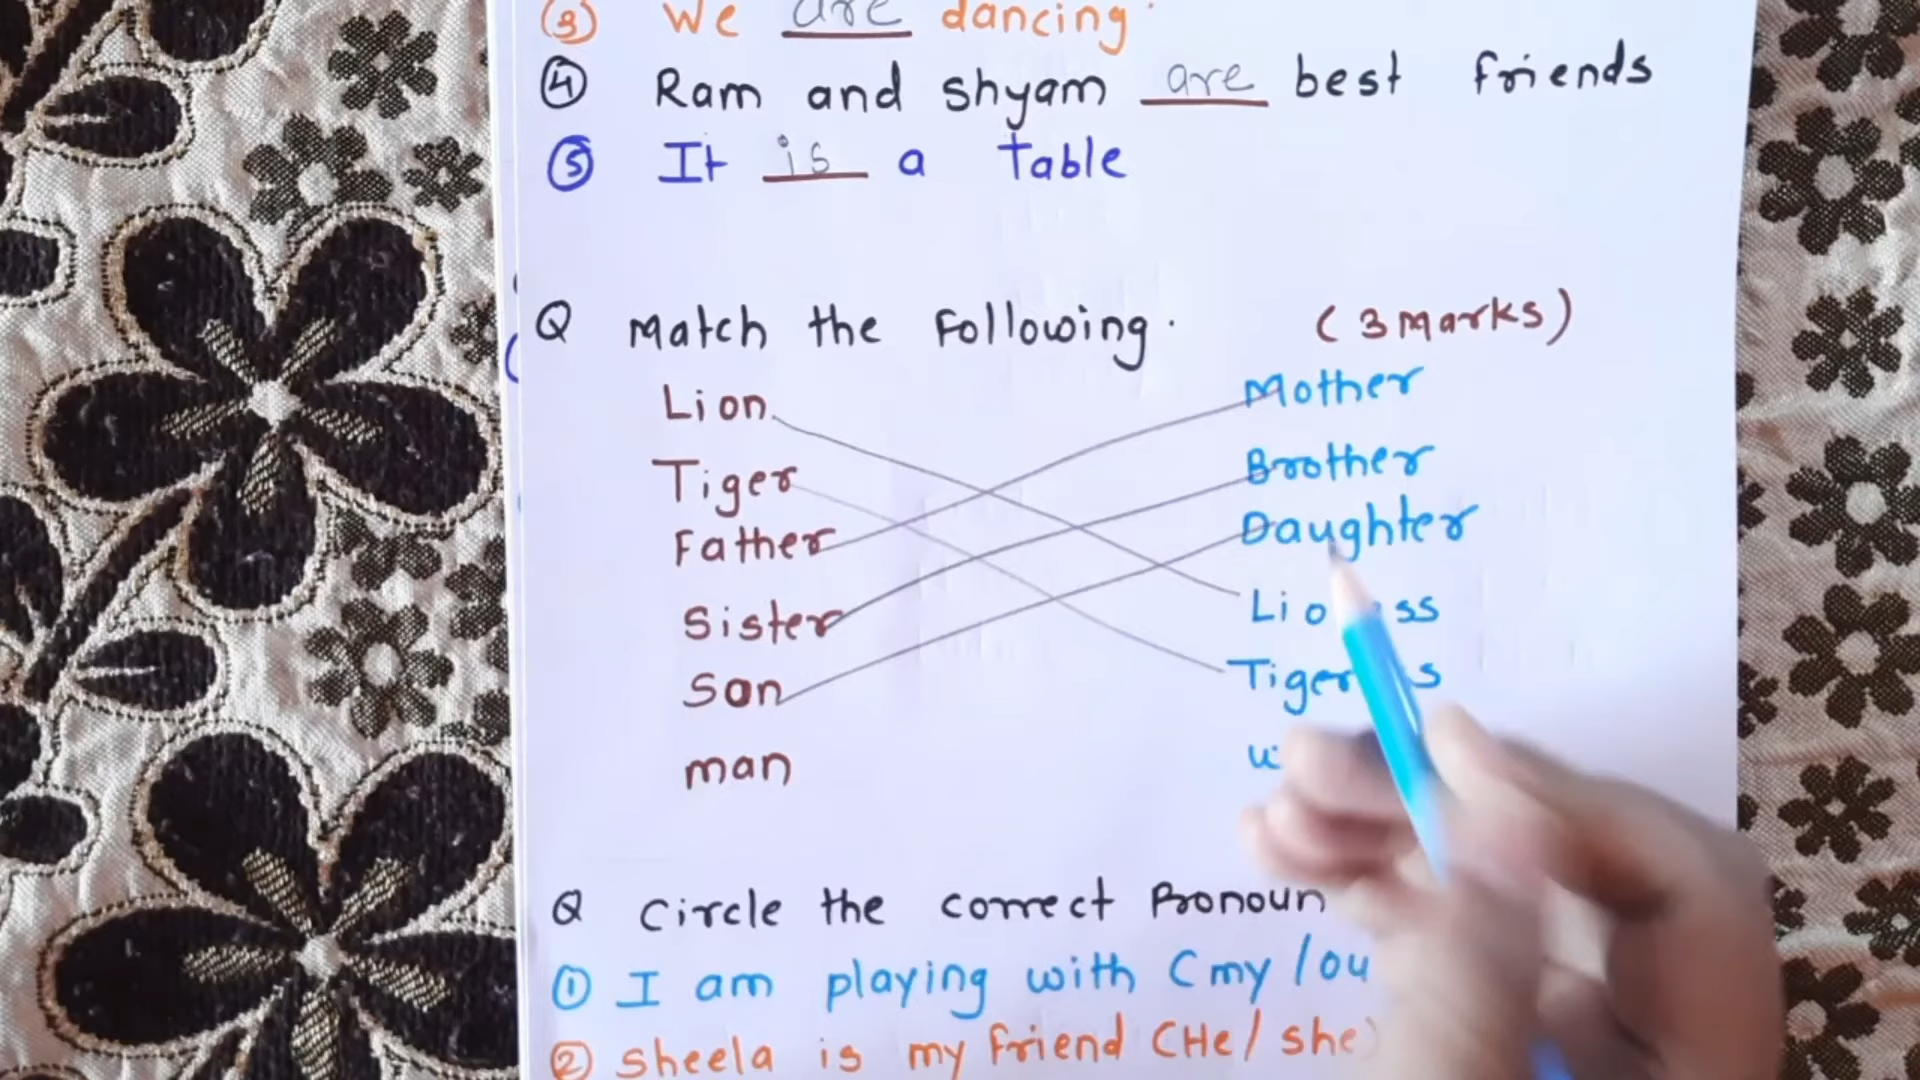 (3) We are dancing.
(4) Ram and shyam are best friends
(5) It is a table
Q Match the Following. (3 marks)
Lion Mother
Tiger Brother
Father Daughter
Sister
Son
man
Q Circle the correct Pronoun
(1) I am playing with (my /ou
(2) sheela is my friend (He/ she)